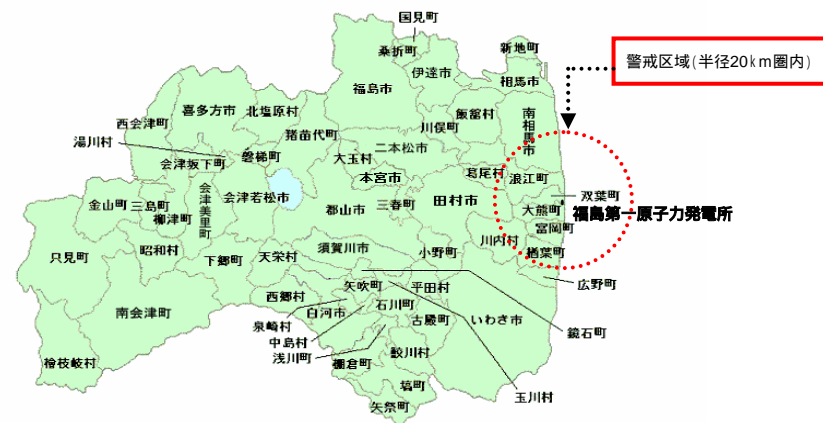 国見町
桑折町
新地町
伊達市
相馬市
警戒区域(半径20km圏内)
福島市
飯舘村
南相馬市
喜多方市
北塩原村
西会津町
川俣町
湯川村
猪苗代町
二本松市
会津坂下町
磐梯町
大玉村
葛尾村
浪江町
本宮市
双葉町
会津若松市
田村市
金山町
三島町
会津美里町
郡山市
三春町
大熊町
福島第一原子力発電所
柳津町
富岡町
川内村
昭和村
須賀川市
小野町
楢葉町
只見町
下郷町
天栄村
広野町
矢吹町
平田村
西郷村
石川町
南会津町
白河市
古殿町
いわき市
泉崎村
鏡石町
中島村
浅川町
鮫川村
檜枝岐村
棚倉町
塙町
玉川村
矢祭町